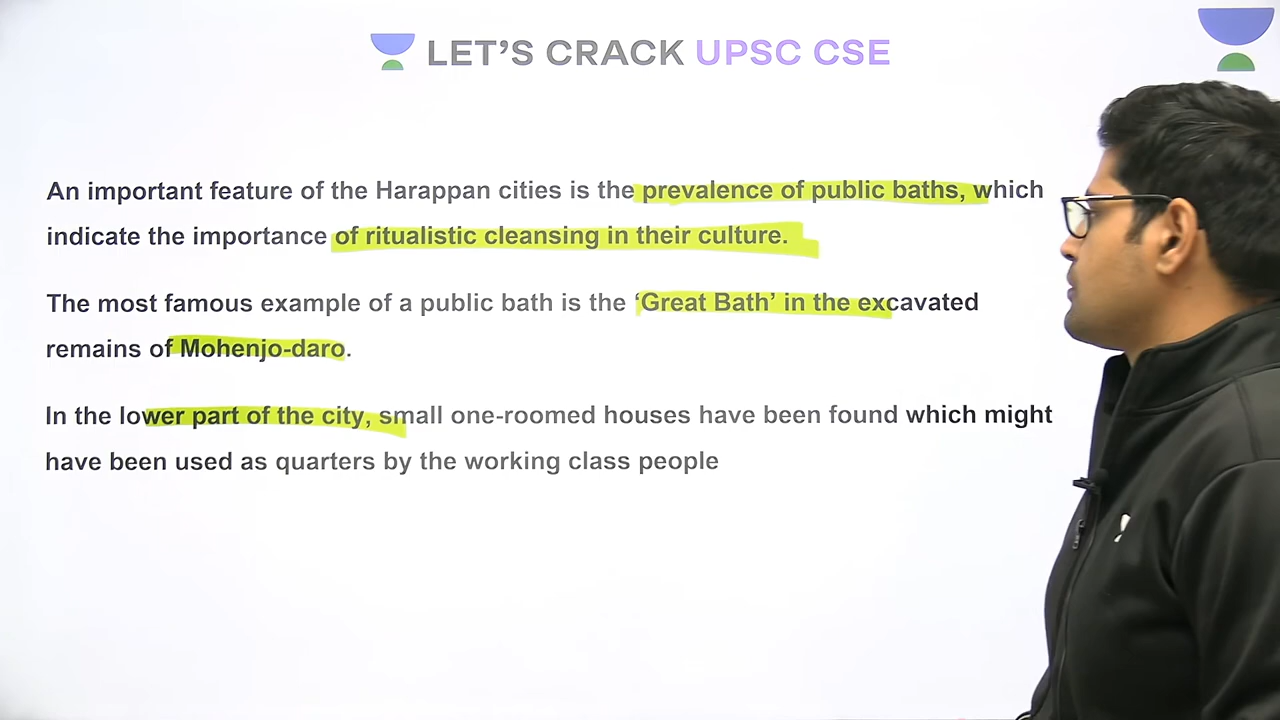 LET'S CRACK UPSC CSE
An important feature of the Harappan cities is the prevalence of public baths, which
indicate the importance of ritualistic cleansing in their culture.
The most famous example of a public bath is the ‘Great Bath’ in the excavated
remains of Mohenjo-daro.
In the lower part of the city, small one-roomed houses have been found which might
have been used as quarters by the working class people